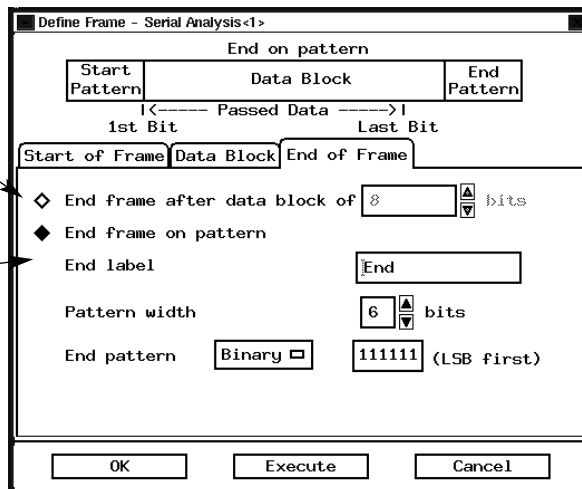 Define Frame - Serial Analysis<1>
End on pattern
Start Pattern
Data Block
End Pattern
|<----- Passed Data ----->|
1st Bit Last Bit
Start of Frame Data Block End of Frame
End frame after data block of 8 bits
End frame on pattern
End label End
Pattern width 6 bits
End pattern Binary 111111 (LSB first)
OK Execute Cancel